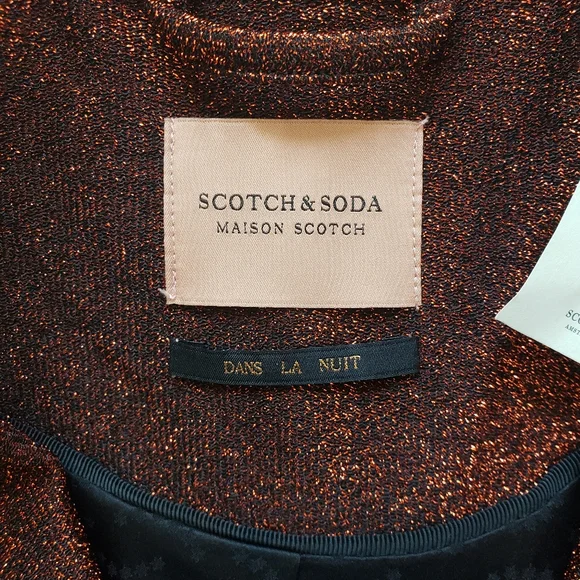 SCOTCH & SODA
MAISON SCOTCH
DANS LA NUIT